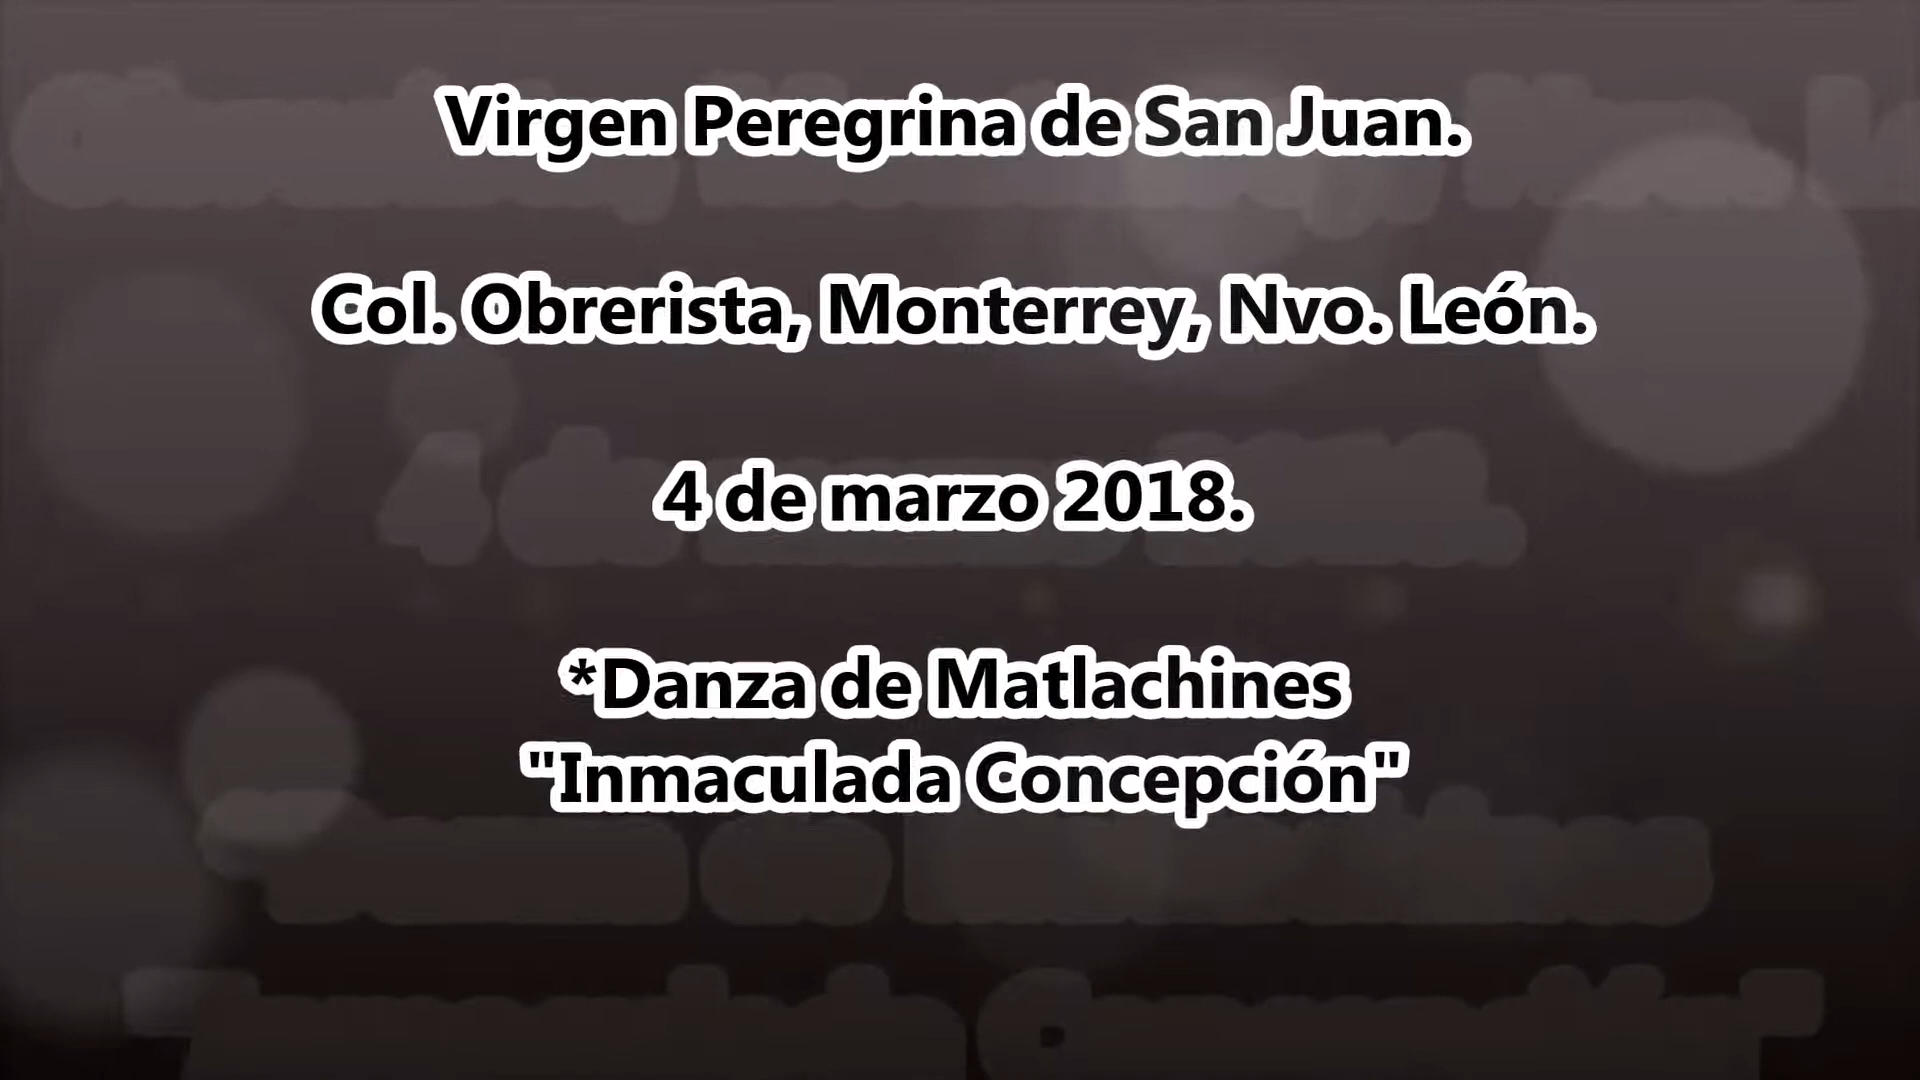 Virgen Peregrina de San Juan.
Col. Obrerista, Monterrey, Nvo. León.
4 de marzo 2018.
*Danza de Matlachines
"Inmaculada Concepción"